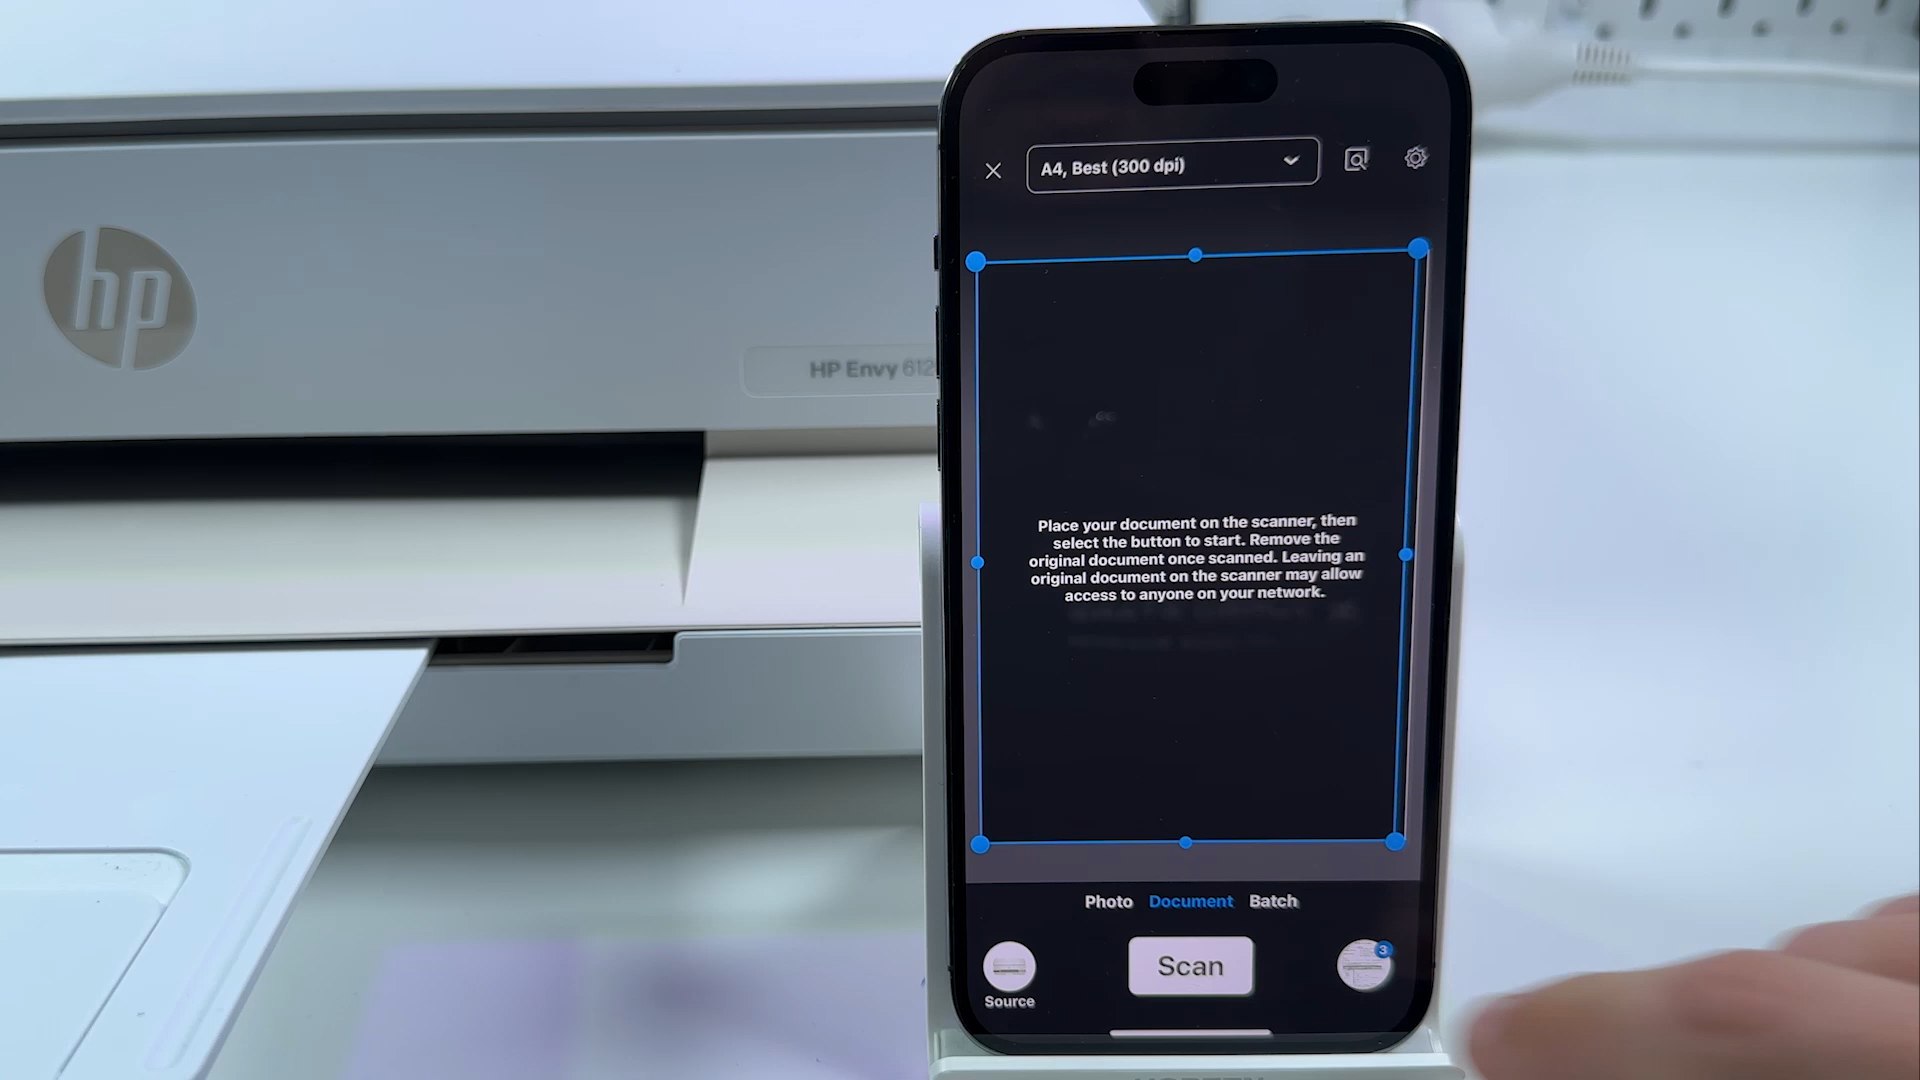 hp
HP Envy 612
A4, Best (300 dpi)
Place your document on the scanner, then
select the button to start. Remove the
original document once scanned. Leaving an
original document on the scanner may allow
access to anyone on your network.
Photo Document Batch
3
Scan
Source